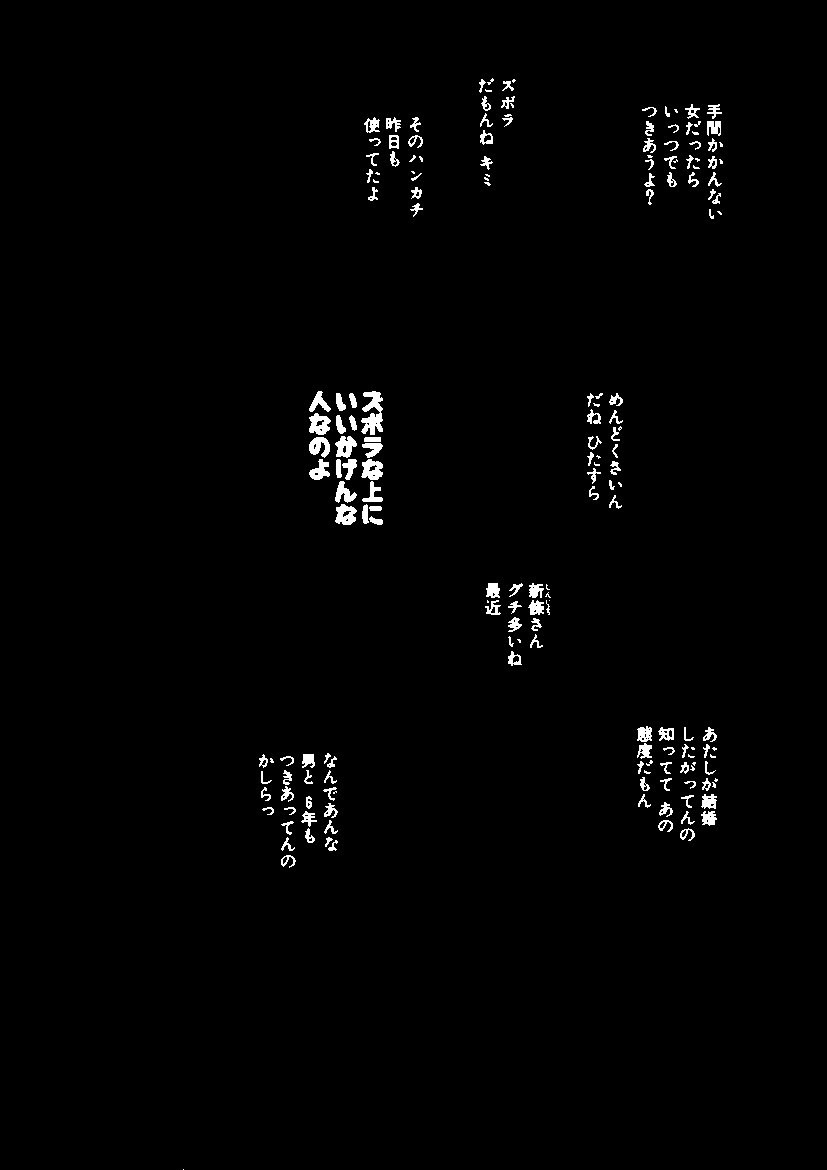 手間かかんない
女だったら
いっつでも
つきあうよ？
ズボラ
だもんね キミ
そのハンカチ
昨日も
使ってたよ
めんどくさいん
だね ひたすら
ズボラな上に
いいかげんな
人なのよ
新條さん
グチ多いね
最近
あたしが結婚
したがってんの
知ってて あの
態度だもん
なんであんな
男と 6年も
つきあってんの
かしらっ